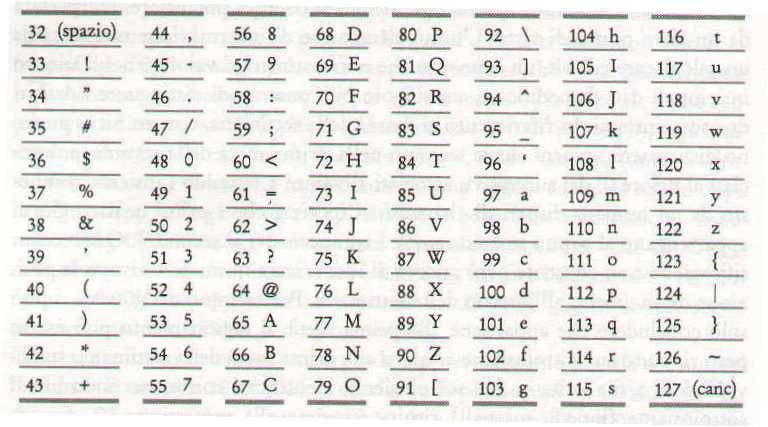 32 (spazio) 44 , 56 8 68 D 80 P 92 \ 104 h 116
33 ! 45 - 57 9 69 E 81 Q 93 ] 105 i 117 u
34 " 46 . 58 : 70 F 82 R 94 ^ 106 j 118
35 # 47 / 59 ; 71 G 83 S 95 _ 107 k 119 w
36 $ 48 0 60 < 72 H 84 T 96 108 l 120 x
37 % 49 1 61 = 73 I 85 U 97 a 109 m 121 y
38 & 50 2 62 > 74 J 86 V 98 b 110 n 122 z
39 ' 51 3 63 ? 75 K 87 W 99 c 111 o 123
40 ( 52 4 64 @ 76 L 88 X 100 d 112 p 124
41 ) 53 5 65 A 77 M 89 Y 101 e 113 q 125 }
42 * 54 6 66 B 78 N 90 Z 102 f 114 r 126 ~
43 + 55 7 67 C 79 O 91 [ 103 g 115 s 127 (canc)